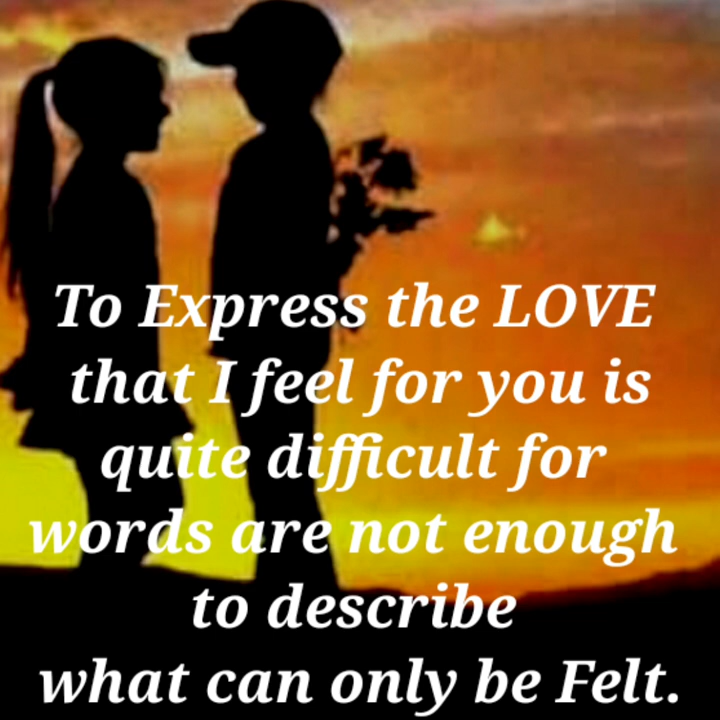 To Express the LOVE
that I feel for you is
quite difficult for
words are not enough
to describe
what can only be Felt.